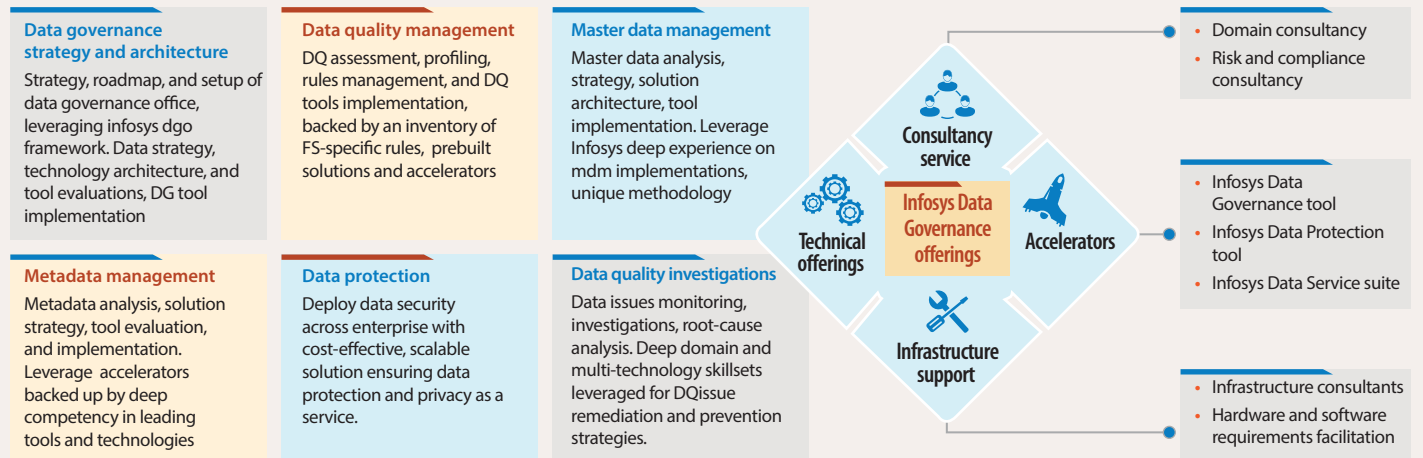 Data governance
strategy and architecture
Strategy, roadmap, and setup of
data governance office,
leveraging infosys dgo
framework. Data strategy,
technology architecture, and
tool evaluations, DG tool
implementation
Data quality management
DQ assessment, profiling,
rules management, and DQ
tools implementation,
backed by an inventory of
FS-specific rules, prebuilt
solutions and accelerators
Master data management
Master data analysis,
strategy, solution
architecture, tool
implementation. Leverage
Infosys deep experience on
mdm implementations,
unique methodology
Metadata management
Metadata analysis, solution
strategy, tool evaluation,
and implementation.
Leverage accelerators
backed up by deep
competency in leading
tools and technologies
Data protection
Deploy data security
across enterprise with
cost-effective, scalable
solution ensuring data
protection and privacy as a
service.
Data quality investigations
Data issues monitoring,
investigations, root-cause
analysis. Deep domain and
multi-technology skillsets
leveraged for DQissue
remediation and prevention
strategies.
Consultancy
service
Technical
offerings
Infosys Data
Governance
offerings
Accelerators
Infrastructure
support
• Domain consultancy
• Risk and compliance
consultancy
• Infosys Data
Governance tool
• Infosys Data Protection
tool
• Infosys Data Service suite
• Infrastructure consultants
• Hardware and software
requirements facilitation